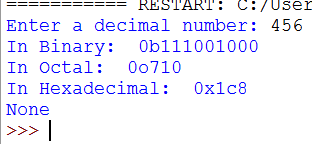 =========== RESTART: C:/User
Enter a decimal number: 456
In Binary:  0b111001000
In Octal:  0o710
In Hexadecimal:  0x1c8
None
>>>